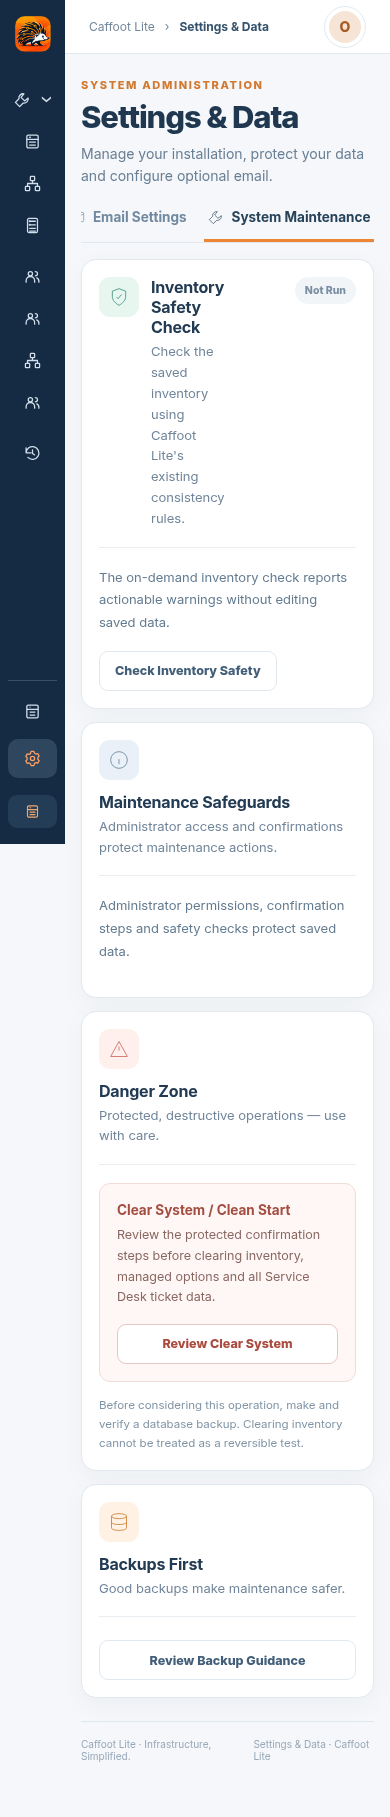 Caffoot Lite › Settings & Data
O
SYSTEM ADMINISTRATION
Settings & Data
Manage your installation, protect your data
and configure optional email.
Email Settings
System Maintenance
Inventory
Safety
Check
Not Run
Check the
saved
inventory
using
Caffoot
Lite's
existing
consistency
rules.
The on-demand inventory check reports
actionable warnings without editing
saved data.
Check Inventory Safety
Maintenance Safeguards
Administrator access and confirmations
protect maintenance actions.
Administrator permissions, confirmation
steps and safety checks protect saved
data.
Danger Zone
Protected, destructive operations — use
with care.
Clear System / Clean Start
Review the protected confirmation
steps before clearing inventory,
managed options and all Service
Desk ticket data.
Review Clear System
Before considering this operation, make and
verify a database backup. Clearing inventory
cannot be treated as a reversible test.
Backups First
Good backups make maintenance safer.
Review Backup Guidance
Caffoot Lite · Infrastructure,
Simplified.
Settings & Data · Caffoot
Lite